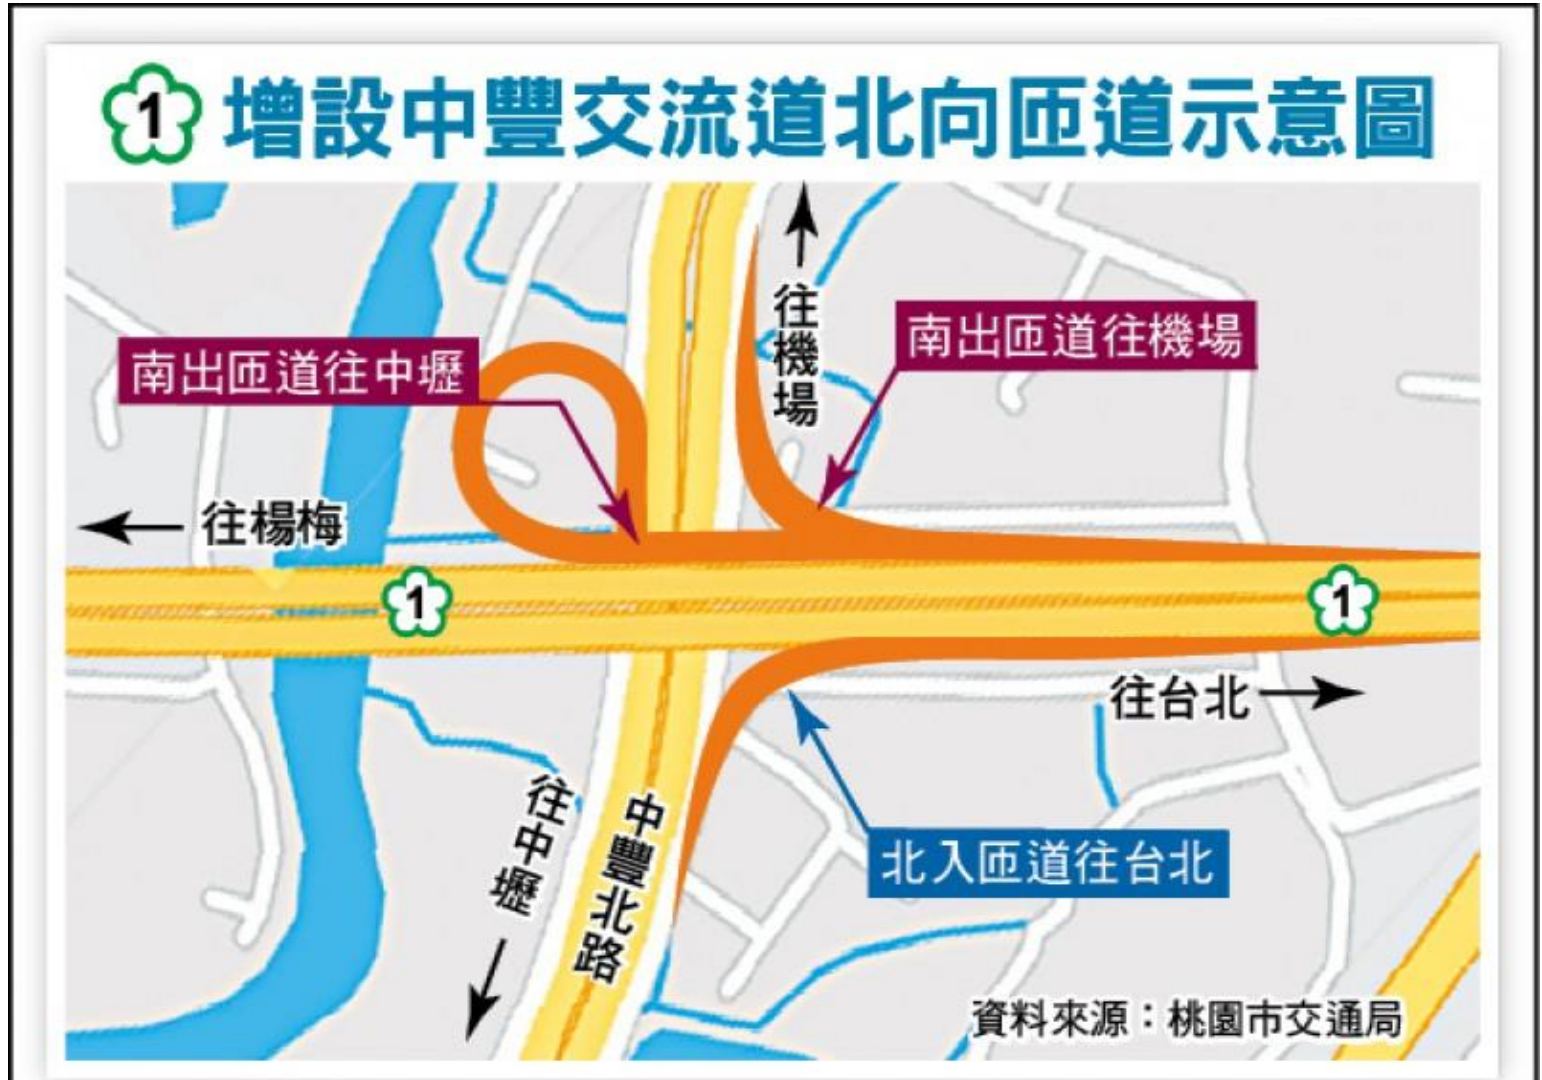 1 增設中豐交流道北向匝道示意圖
往機場
南出匝道往機場
南出匝道往中壢
往楊梅
1
1
往台北
往中壢
中豐北路
北入匝道往台北
資料來源：桃園市交通局